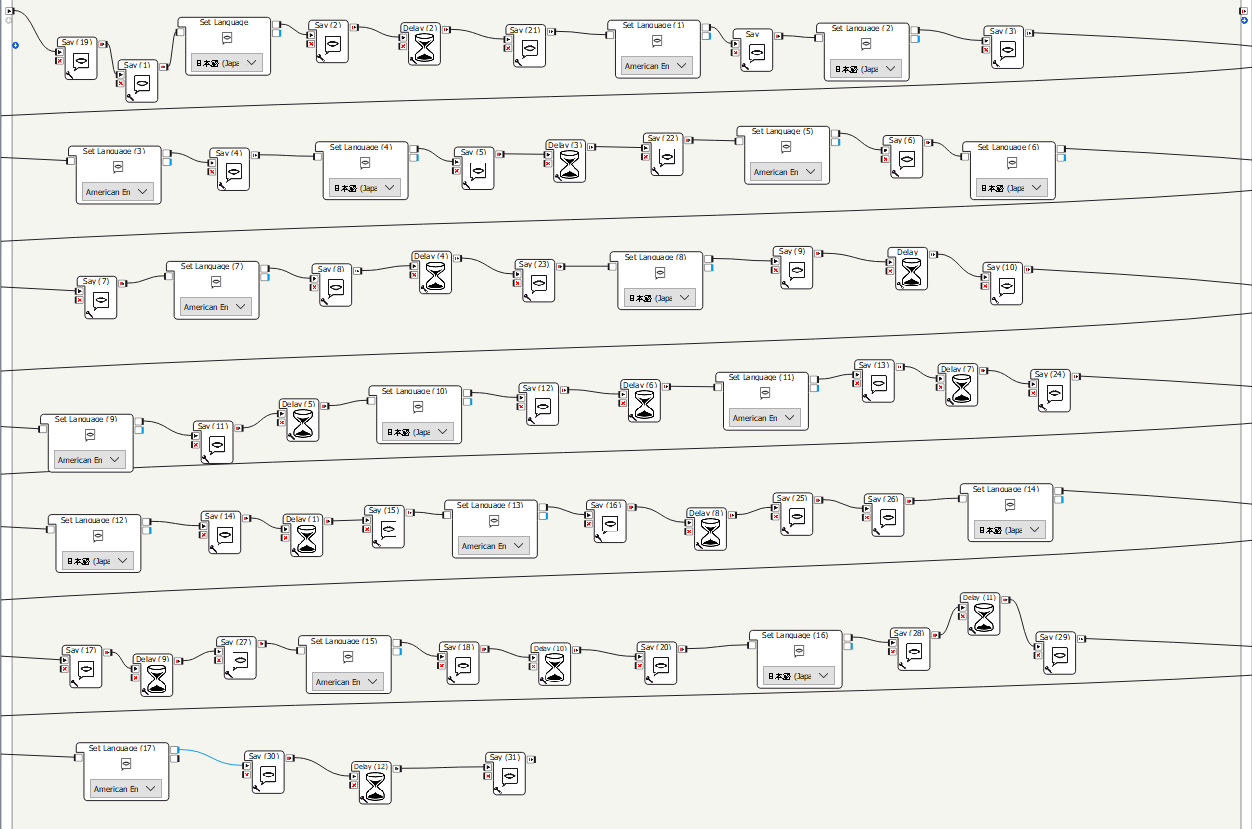 Say (19)
Say (1)
Set Language
日本語 (Japa
Say (2)
Delay (2)
Say (21)
Set Language (1)
American En
Say
Set Language (2)
日本語 (Japa
Say (3)
Set Language (3)
American En
Say (4)
Set Language (4)
日本語 (Japa
Say (5)
Delay (3)
Say (22)
Set Language (5)
American En
Say (6)
Set Language (6)
日本語 (Japa
Say (7)
Set Language (7)
American En
Say (8)
Delay (4)
Say (23)
Set Language (8)
日本語 (Japa
Say (9)
Delay
Say (10)
Set Language (9)
American En
Say (11)
Delay (5)
Set Language (10)
日本語 (Japa
Say (12)
Delay (6)
Set Language (11)
American En
Say (13)
Delay (7)
Say (24)
Set Language (12)
日本語 (Japa
Say (14)
Delay (1)
Say (15)
Set Language (13)
American En
Say (16)
Delay (8)
Say (25)
Say (26)
Set Language (14)
日本語 (Japa
Say (17)
Delay (9)
Say (27)
Set Language (15)
American En
Say (18)
Delay (10)
Say (20)
Set Language (16)
日本語 (Japa
Say (28)
Delay (11)
Say (29)
Set Language (17)
American En
Say (30)
Delay (12)
Say (31)